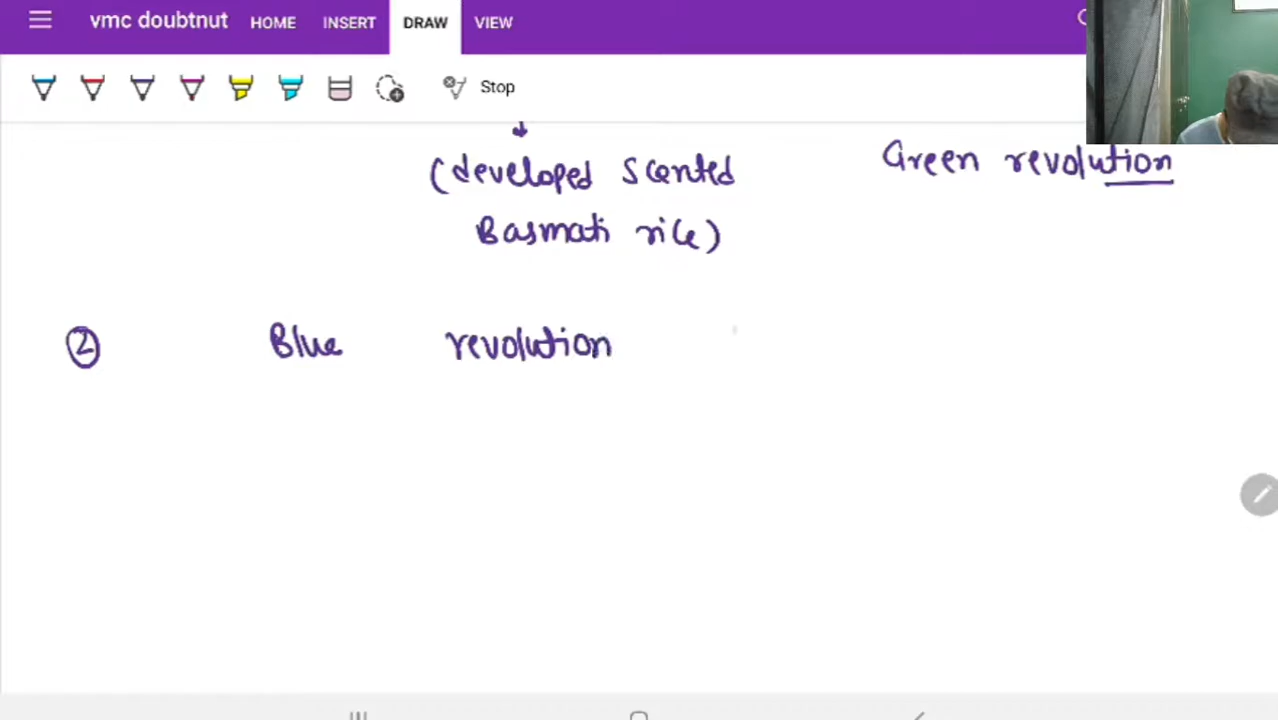 vmc doubtnut HOME INSERT DRAW VIEW
Stop
(developed Scented Green revolution
Basmati rice)
2 Blue revolution